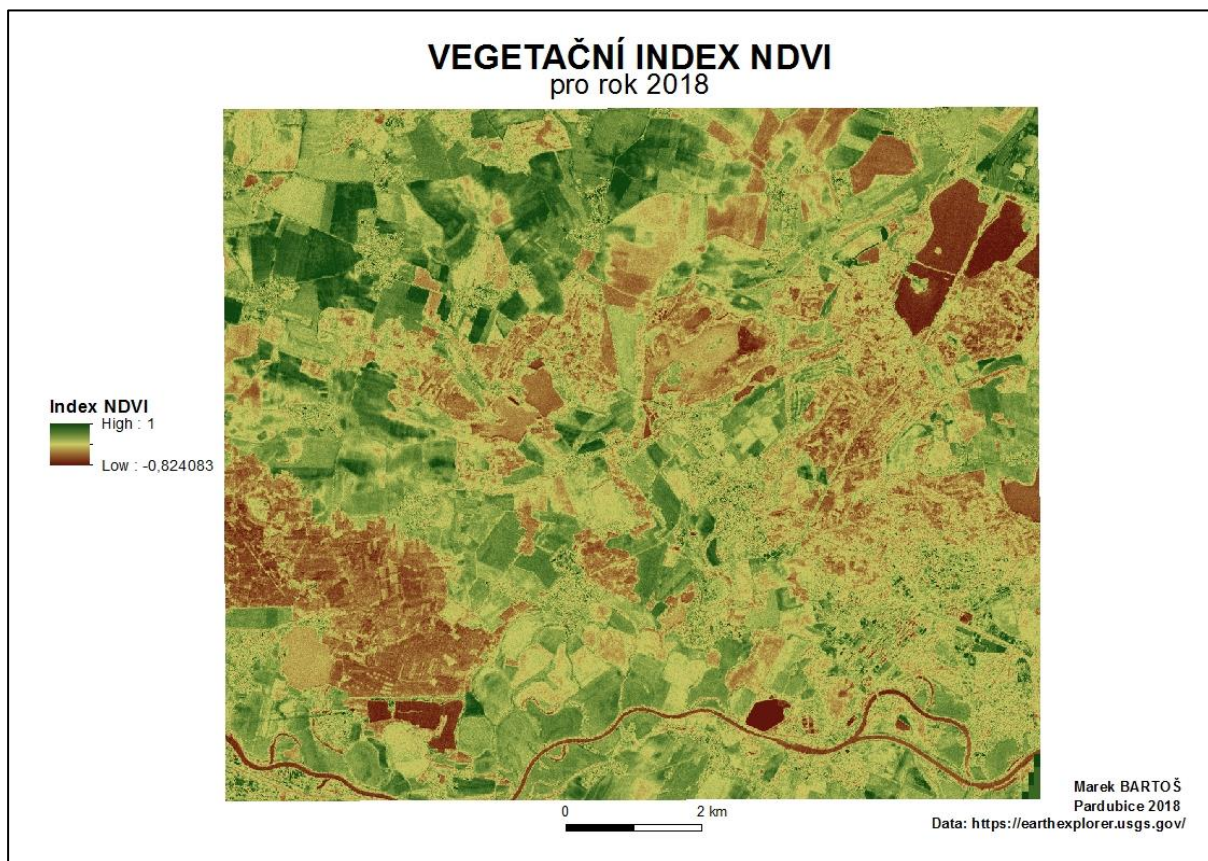 VEGETAČNÍ INDEX NDVI
pro rok 2018
Index NDVI
High : 1
Low : -0,824083
0 2 km
Marek BARTOŠ
Pardubice 2018
Data: https://earthexplorer.usgs.gov/